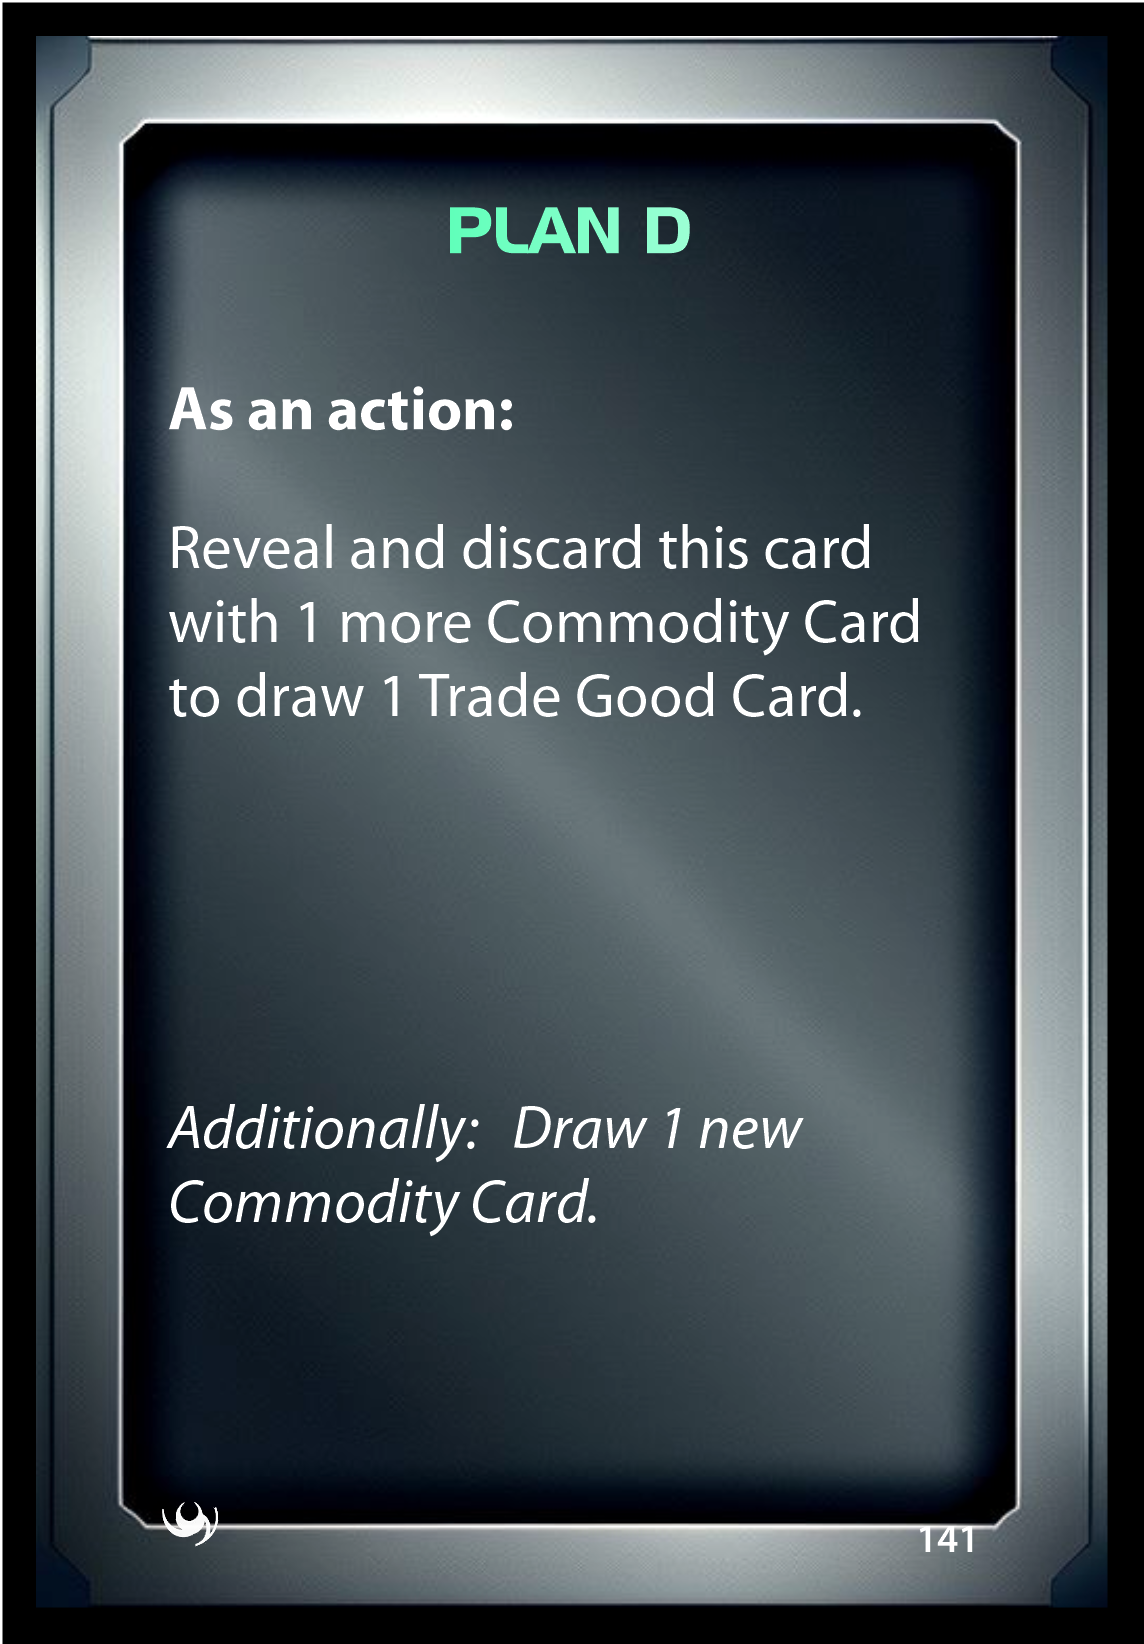 PLAN D
As an action:
Reveal and discard this card
with 1 more Commodity Card
to draw 1 Trade Good Card.
Additionally:  Draw 1 new
Commodity Card.
141